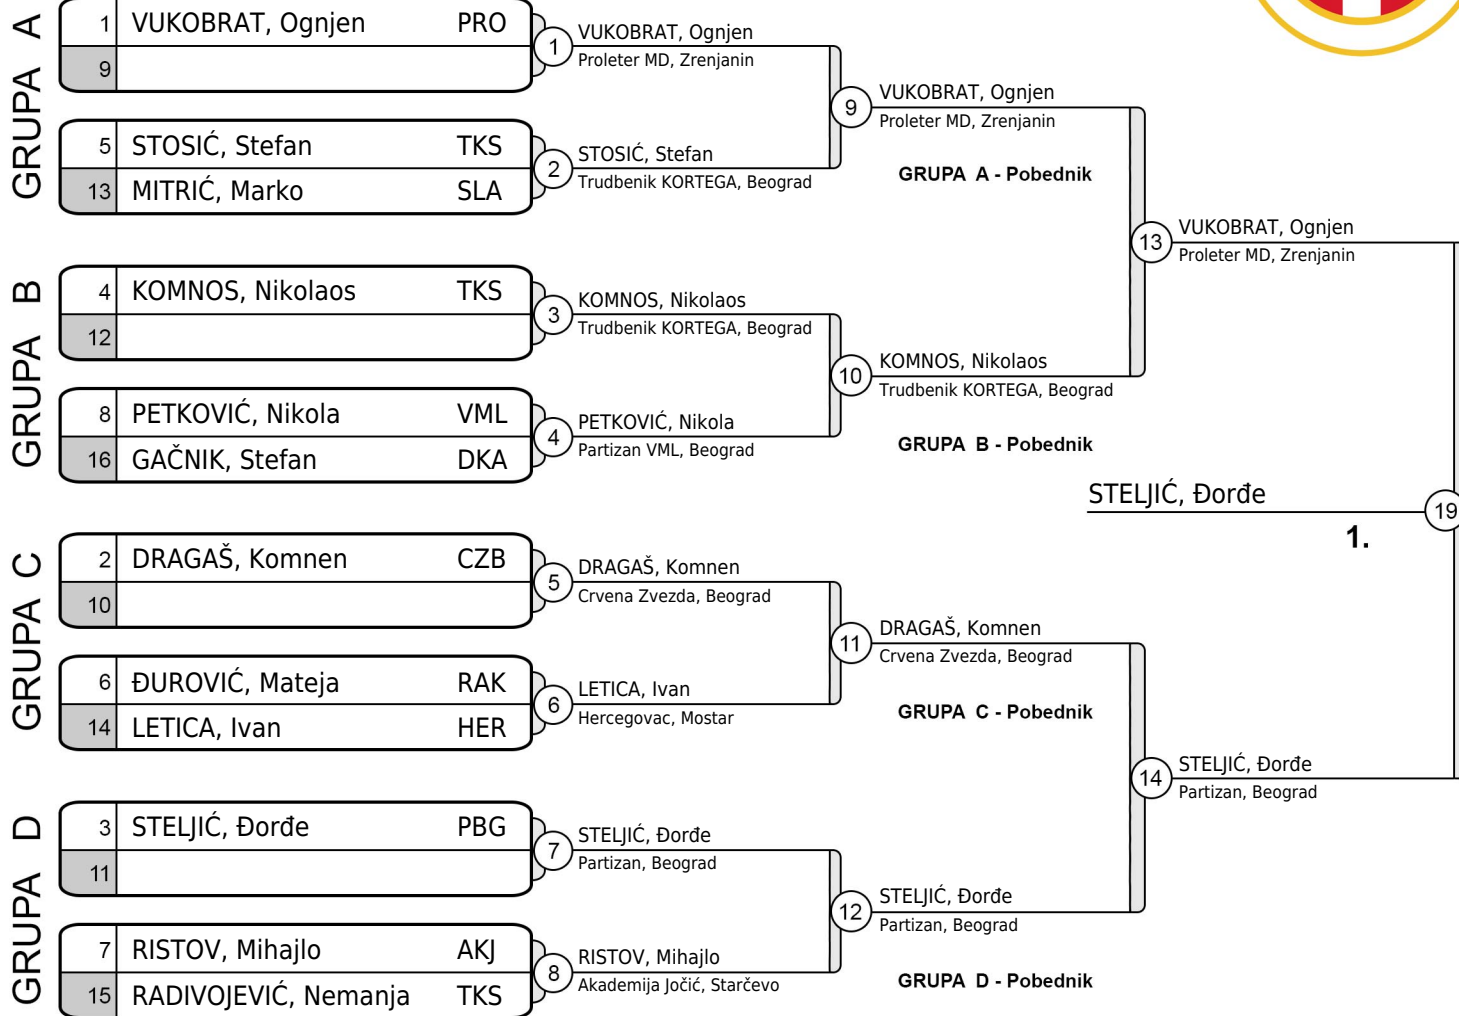 GRUPA A
1 VUKOBRAT, Ognjen PRO
9
5 STOSIĆ, Stefan TKS
13 MITRIĆ, Marko SLA
GRUPA B
4 KOMNOS, Nikolaos TKS
12
8 PETKOVIĆ, Nikola VML
16 GAČNIK, Stefan DKA
GRUPA C
2 DRAGAŠ, Komnen CZB
10
6 ĐUROVIĆ, Mateja RAK
14 LETICA, Ivan HER
GRUPA D
3 STELJIĆ, Đorđe PBG
11
7 RISTOV, Mihajlo AKJ
15 RADIVOJEVIĆ, Nemanja TKS
1
VUKOBRAT, Ognjen
Proleter MD, Zrenjanin
2
STOSIĆ, Stefan
Trudbenik KORTEGA, Beograd
3
KOMNOS, Nikolaos
Trudbenik KORTEGA, Beograd
4
PETKOVIĆ, Nikola
Partizan VML, Beograd
5
DRAGAŠ, Komnen
Crvena Zvezda, Beograd
6
LETICA, Ivan
Hercegovac, Mostar
7
STELJIĆ, Đorđe
Partizan, Beograd
8
RISTOV, Mihajlo
Akademija Jočić, Starčevo
9
VUKOBRAT, Ognjen
Proleter MD, Zrenjanin
GRUPA A - Pobednik
10
KOMNOS, Nikolaos
Trudbenik KORTEGA, Beograd
GRUPA B - Pobednik
11
DRAGAŠ, Komnen
Crvena Zvezda, Beograd
GRUPA C - Pobednik
12
STELJIĆ, Đorđe
Partizan, Beograd
GRUPA D - Pobednik
13
VUKOBRAT, Ognjen
Proleter MD, Zrenjanin
14
STELJIĆ, Đorđe
Partizan, Beograd
STELJIĆ, Đorđe
19
1.